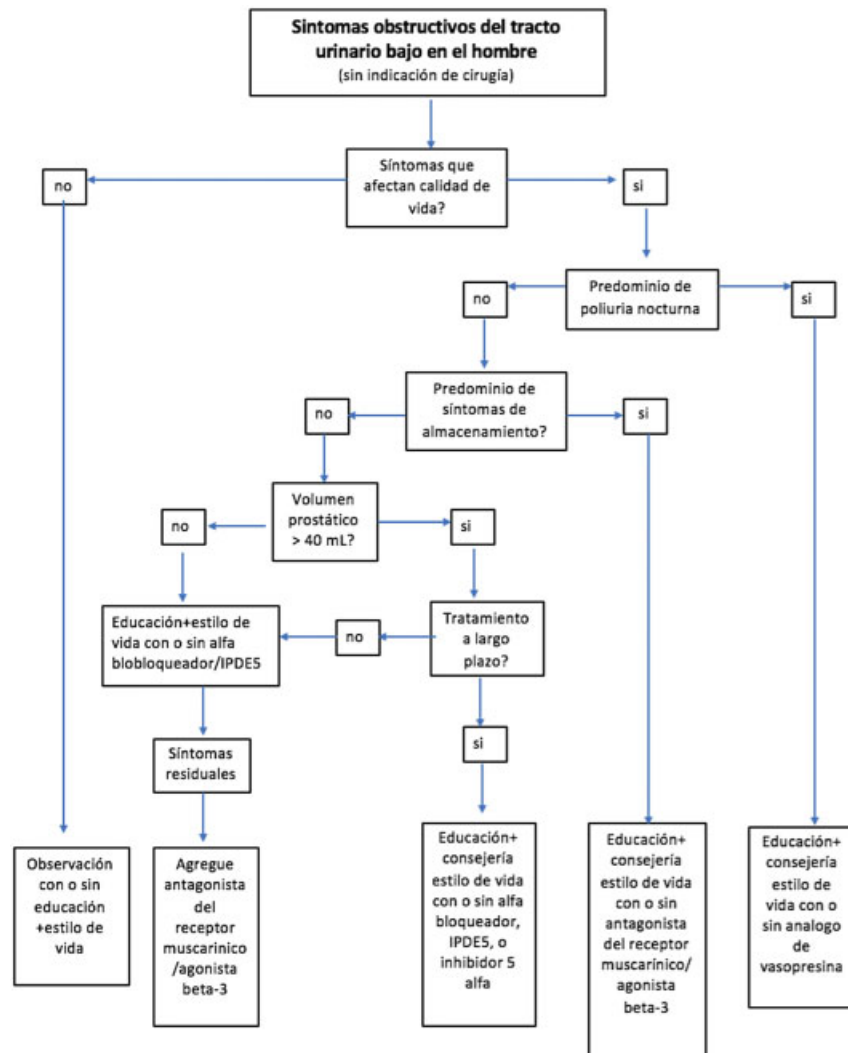 Sintomas obstructivos del tracto
urinario bajo en el hombre
(sin indicación de cirugía)
Síntomas que
afectan calidad de
vida?
no
si
Predominio de
poliuria nocturna
no
si
Predominio de
síntomas de
almacenamiento?
no
si
Volumen
prostático
> 40 mL?
no
si
Educación+estilo de
vida con o sin alfa
blobloqueador/IPDE5
no
Tratamiento
a largo
plazo?
Síntomas
residuales
si
Observación
con o sin
educación
+estilo de
vida
Agregue
antagonista
del
receptor
muscarinico
/agonista
beta-3
Educación+
consejería
estilo de vida
con o sin alfa
bloqueador,
IPDE5, o
inhibidor 5
alfa
Educación+
consejería
estilo de vida
con o sin
antagonista
del receptor
muscarínico/
agonista
beta-3
Educación+
consejería
estilo de
vida con o
sin analogo
de
vasopresina